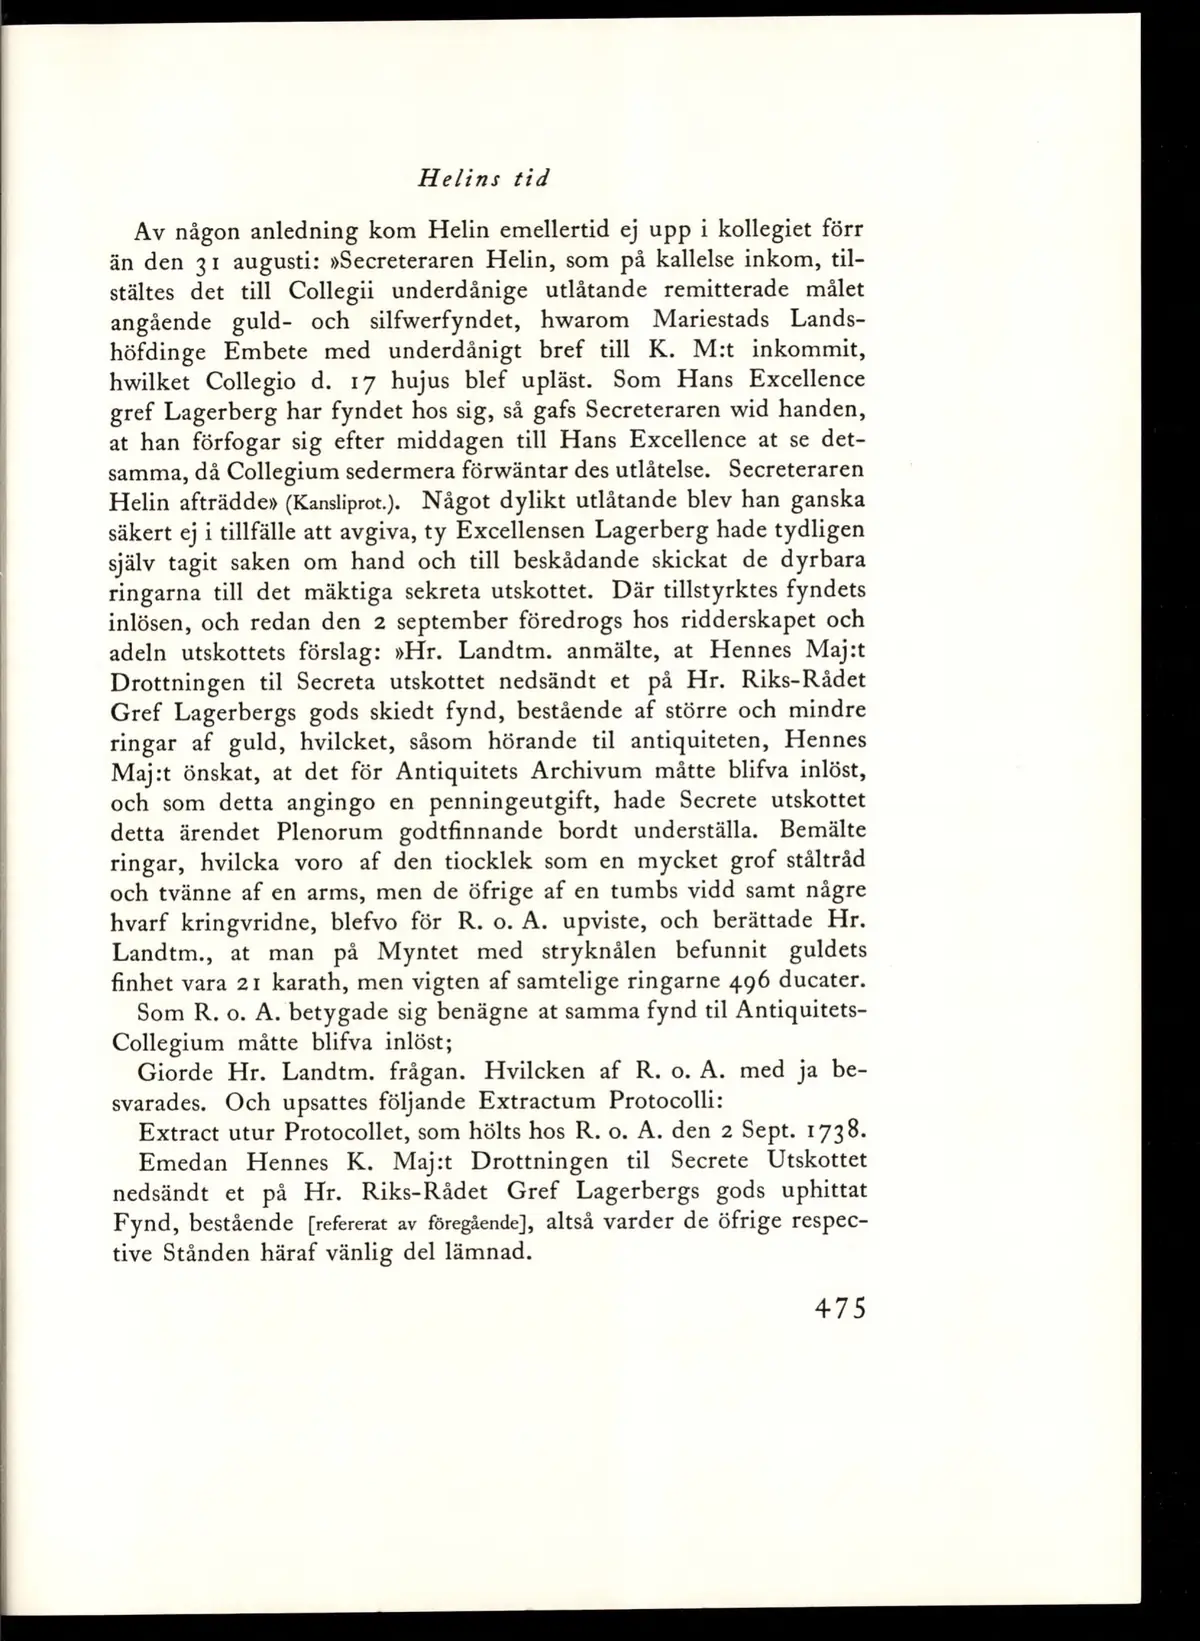 Helins tid
Av någon anledning kom Helin emellertid ej upp i kollegiet förr
än den 31 augusti: »Secreteraren Helin, som på kallelse inkom, til-
stältes det till Collegii underdånige utlåtande remitterade målet
angående guld- och silfwerfyndet, hwarom Mariestads Lands-
höfdinge Embete med underdånigt bref till K. M:t inkommit,
hwilket Collegio d. 17 hujus blef upläst. Som Hans Excellence
gref Lagerberg har fyndet hos sig, så gafs Secreteraren wid handen,
at han förfogar sig efter middagen till Hans Excellence at se det-
samma, då Collegium sedermera förwäntar des utlåtelse. Secreteraren
Helin afträdde» (Kansliprot.). Något dylikt utlåtande blev han ganska
säkert ej i tillfälle att avgiva, ty Excellensen Lagerberg hade tydligen
själv tagit saken om hand och till beskådande skickat de dyrbara
ringarna till det mäktiga sekreta utskottet. Där tillstyrktes fyndets
inlösen, och redan den 2 september föredrogs hos ridderskapet och
adeln utskottets förslag: »Hr. Landtm. anmälte, at Hennes Maj:t
Drottningen til Secreta utskottet nedsändt et på Hr. Riks-Rådet
Gref Lagerbergs gods skiedt fynd, bestående af större och mindre
ringar af guld, hvilcket, såsom hörande til antiquiteten, Hennes
Maj:t önskat, at det för Antiquitets Archivum måtte blifva inlöst,
och som detta angingo en penningeutgift, hade Secrete utskottet
detta ärendet Plenorum godtfinnande bordt underställa. Bemälte
ringar, hvilcka voro af den tiocklek som en mycket grof ståltråd
och tvänne af en arms, men de öfrige af en tumbs vidd samt någre
hvarf kringvridne, blefvo för R. o. A. upviste, och berättade Hr.
Landtm., at man på Myntet med stryknålen befunnit guldets
finhet vara 21 karath, men vigten af samtelige ringarne 496 ducater.
Som R. o. A. betygade sig benägne at samma fynd til Antiquitets-
Collegium måtte blifva inlöst;
Giorde Hr. Landtm. frågan. Hvilcken af R. o. A. med ja be-
svarades. Och upsattes följande Extractum Protocolli:
Extract utur Protocollet, som hölts hos R. o. A. den 2 Sept. 1738.
Emedan Hennes K. Maj:t Drottningen til Secrete Utskottet
nedsändt et på Hr. Riks-Rådet Gref Lagerbergs gods uphittat
Fynd, bestående [refererat av föregående], altså varder de öfrige respec-
tive Stånden häraf vänlig del lämnad.
475